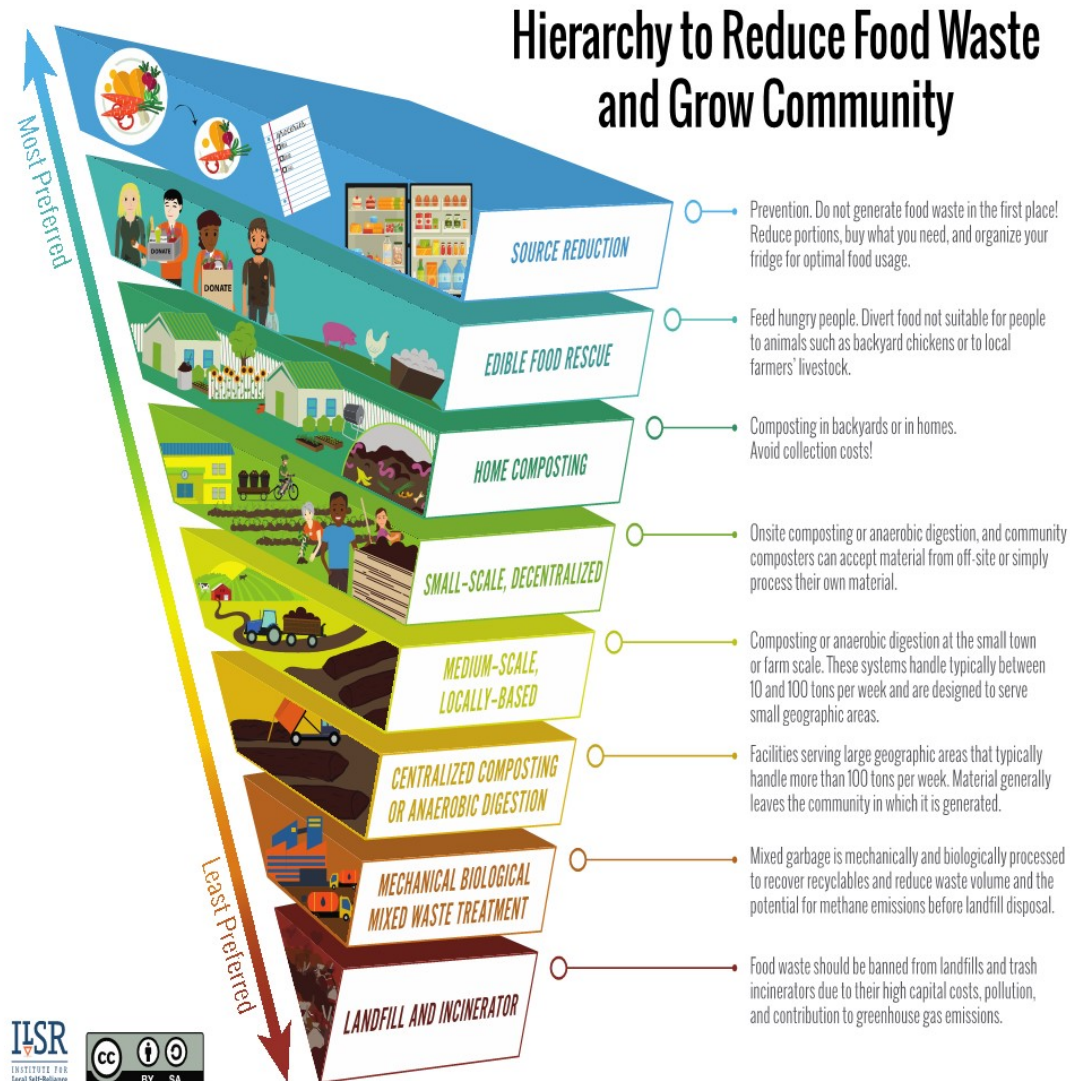 Hierarchy to Reduce Food Waste
and Grow Community
Most Preferred
groceries
DONATE
DONATE
SOURCE REDUCTION
Prevention. Do not generate food waste in the first place!
Reduce portions, buy what you need, and organize your
fridge for optimal food usage.
EDIBLE FOOD RESCUE
Feed hungry people. Divert food not suitable for people
to animals such as backyard chickens or to local
farmers' livestock.
HOME COMPOSTING
Composting in backyards or in homes.
Avoid collection costs!
SMALL-SCALE, DECENTRALIZED
Onsite composting or anaerobic digestion, and community
composters can accept material from off-site or simply
process their own material.
MEDIUM-SCALE,
LOCALLY-BASED
Composting or anaerobic digestion at the small town
or farm scale. These systems handle typically between
10 and 100 tons per week and are designed to serve
small geographic areas.
CENTRALIZED COMPOSTING
OR ANAEROBIC DIGESTION
Facilities serving large geographic areas that typically
handle more than 100 tons per week. Material generally
leaves the community in which it is generated.
MECHANICAL BIOLOGICAL
MIXED WASTE TREATMENT
Mixed garbage is mechanically and biologically processed
to recover recyclables and reduce waste volume and the
potential for methane emissions before landfill disposal.
Least Preferred
LANDFILL AND INCINERATOR
Food waste should be banned from landfills and trash
incinerators due to their high capital costs, pollution,
and contribution to greenhouse gas emissions.
ILSR
INSTITUTE FOR
Local Self-Reliance
cc
BY SA